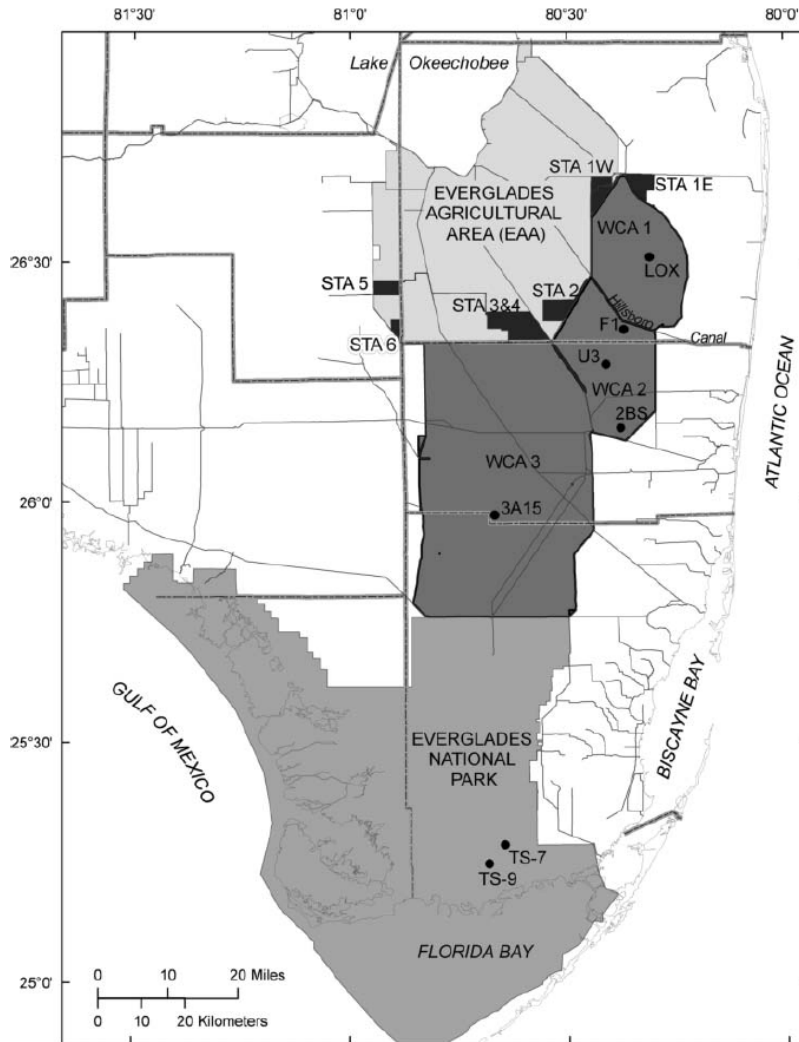 81°30'
81°0'
80°30'
80°0'
Lake Okeechobee
STA 1W
STA 1E
EVERGLADES
AGRICULTURAL
AREA (EAA)
WCA 1
LOX
26°30'
STA 5
STA 2
STA 3&4
Hillsboro
F1
Canal
STA 6
U3
WCA 2
2BS
ATLANTIC OCEAN
WCA 3
26°0'
3A15
GULF OF MEXICO
BISCAYNE BAY
25°30'
EVERGLADES
NATIONAL
PARK
TS-7
TS-9
FLORIDA BAY
25°0'
0 10 20 Miles
0 10 20 Kilometers